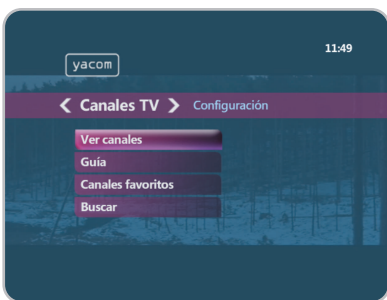 11:49
yacom
Canales TV Configuración
Ver canales
Guía
Canales favoritos
Buscar